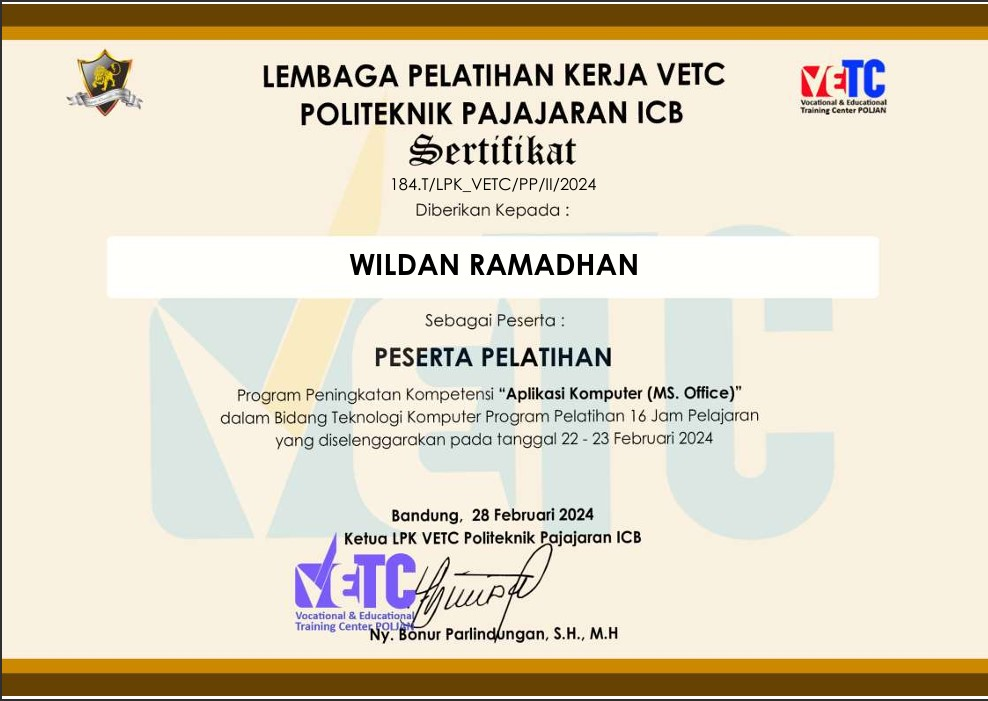 LEMBAGA PELATIHAN KERJA VETC
POLITEKNIK PAJAJARAN ICB
VETC
Vocational & Educational
Training Center POLJAN
Sertifikat
184.T/LPK_VETC/PP/II/2024
Diberikan Kepada :
WILDAN RAMADHAN
Sebagai Peserta :
PESERTA PELATIHAN
Program Peningkatan Kompetensi “Aplikasi Komputer (MS. Office)”
dalam Bidang Teknologi Komputer Program Pelatihan 16 Jam Pelajaran
yang diselenggarakan pada tanggal 22 - 23 Februari 2024
VETC
Bandung, 28 Februari 2024
Ketua LPK VETC Politeknik Pajajaran ICB
VETC
Vocational & Educational
Training Center POLJAN
Ny. Bonur Parlindungan, S.H., M.H